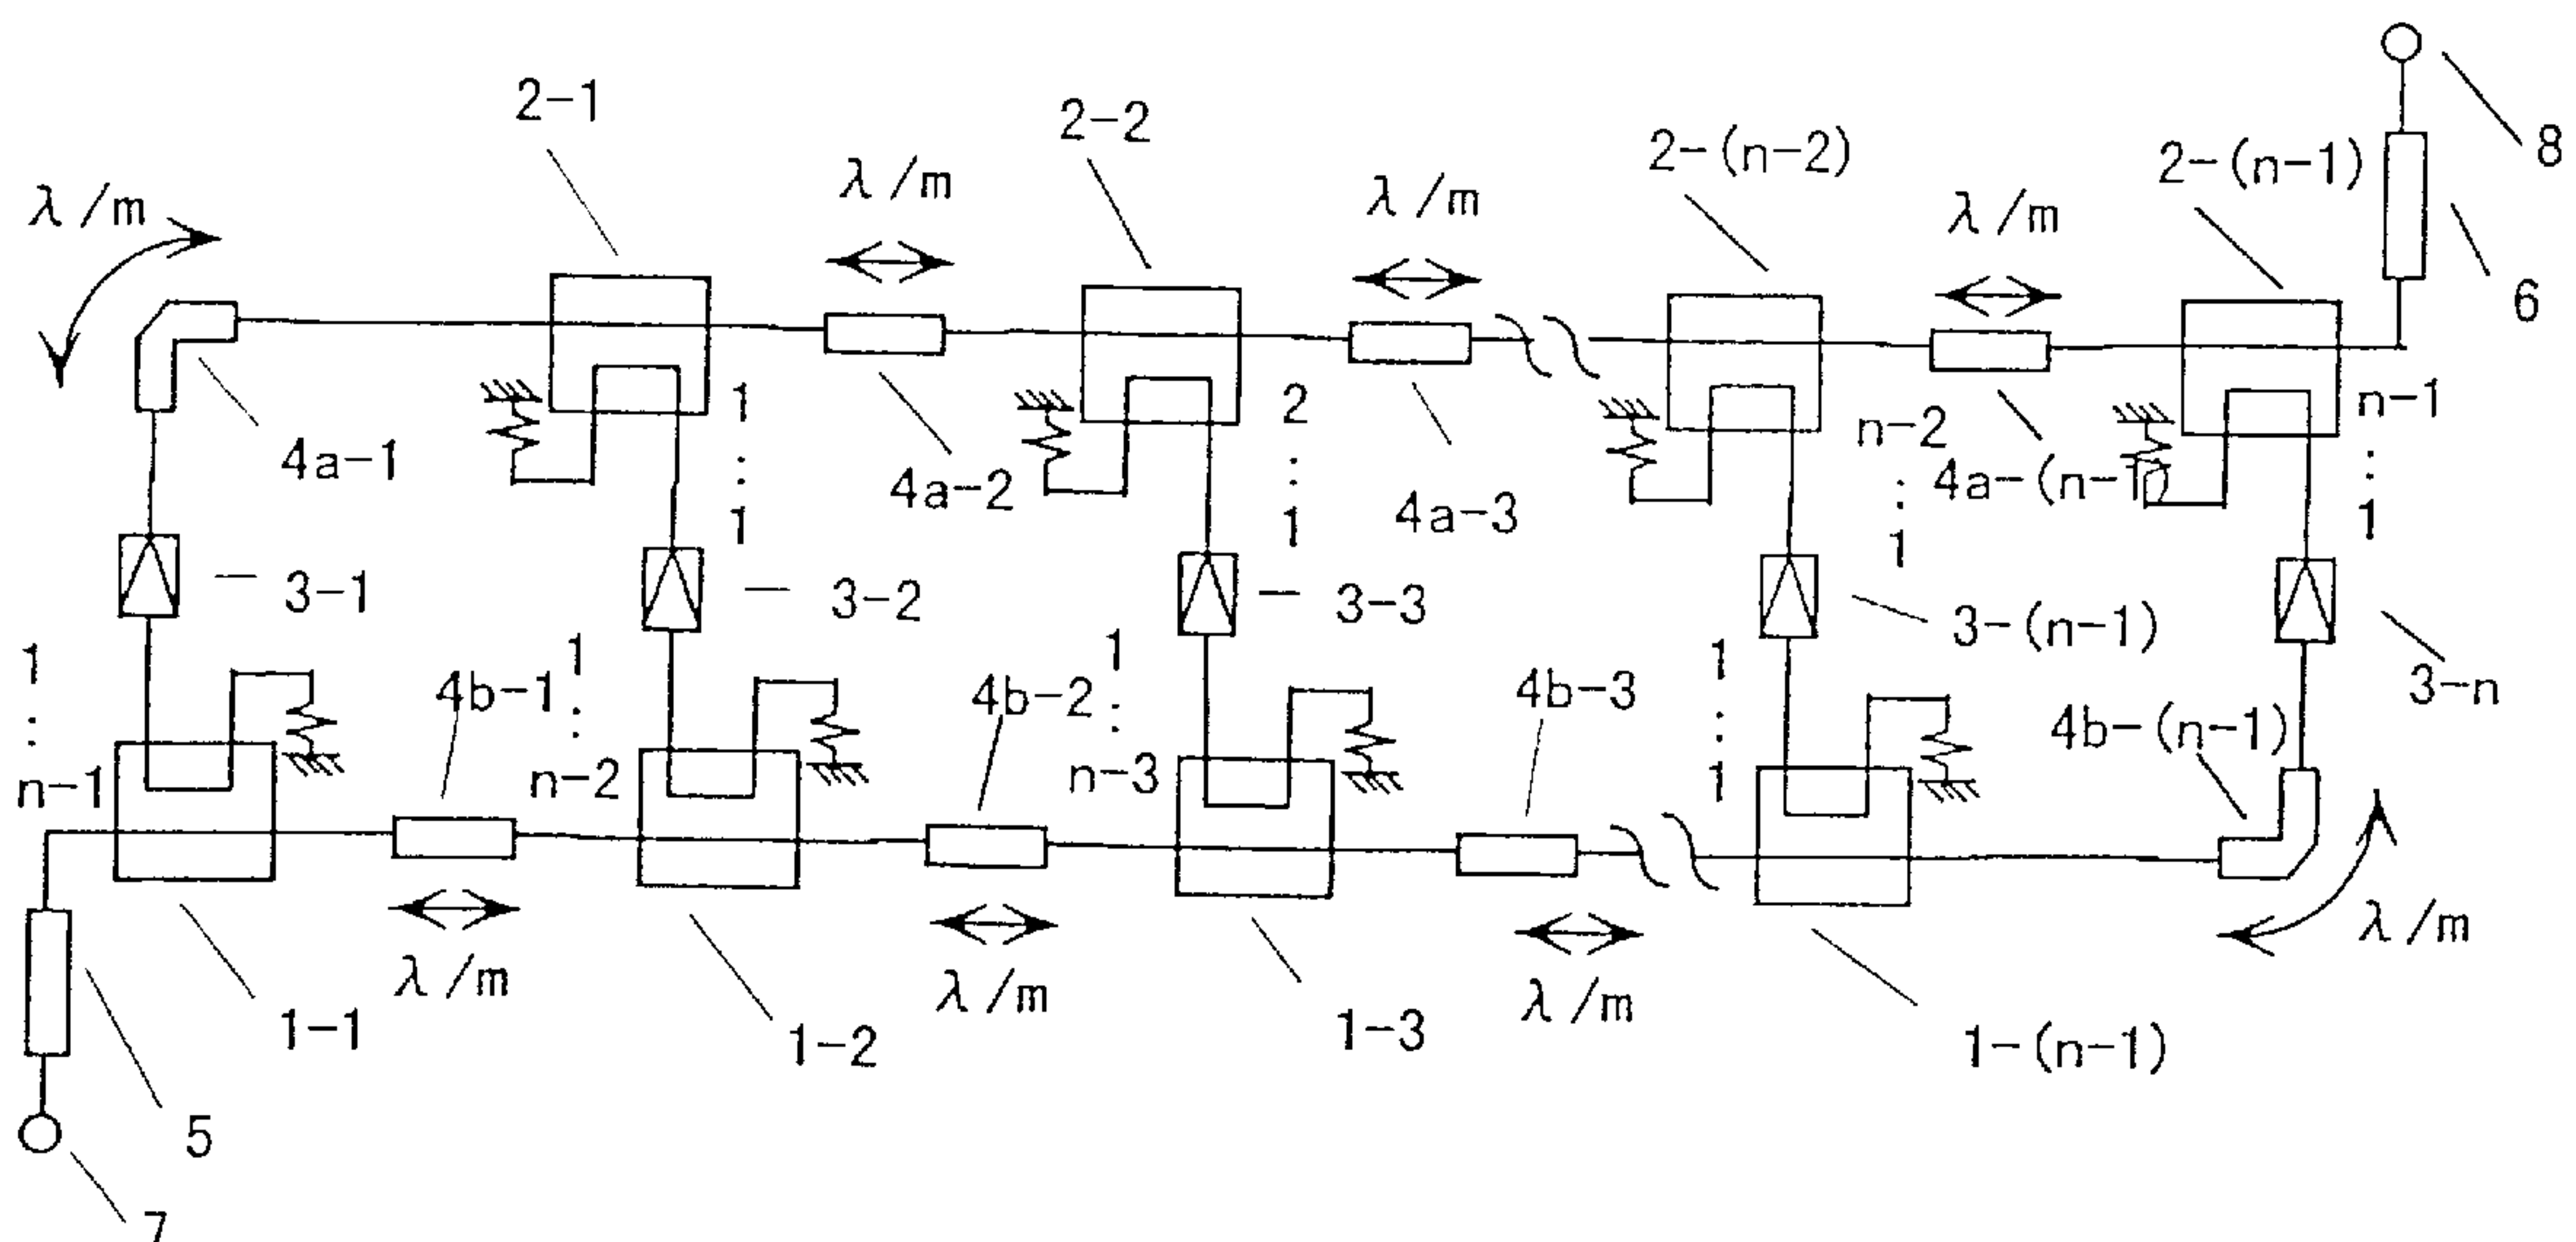 8
2-1
2-2
2-(n-2)
2-(n-1)
λ/m
λ/m
λ/m
λ/m
6
1
:
1
2
:
1
n-2
:
1
n-1
:
1
4a-1
4a-2
4a-3
4a-(n-1)
3-1
3-2
3-3
3-(n-1)
3-n
1
:
n-1
4b-1
1
:
n-2
4b-2
1
:
n-3
4b-3
1
:
1
4b-(n-1)
λ/m
λ/m
λ/m
λ/m
1-1
1-2
1-3
1-(n-1)
5
7